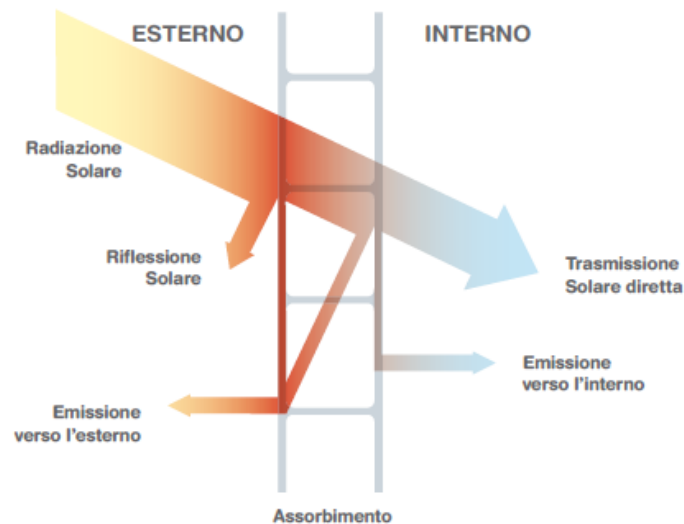 ESTERNO
INTERNO
Radiazione
Solare
Riflessione
Solare
Trasmissione
Solare diretta
Emissione
verso l'interno
Emissione
verso l'esterno
Assorbimento